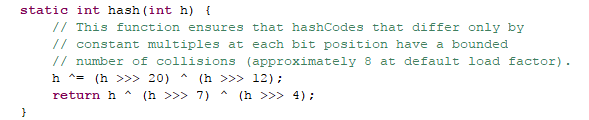 static int hash(int h) {
    // This function ensures that hashCodes that differ only by
    // constant multiples at each bit position have a bounded
    // number of collisions (approximately 8 at default load factor).
    h ^= (h >>> 20) ^ (h >>> 12);
    return h ^ (h >>> 7) ^ (h >>> 4);
}